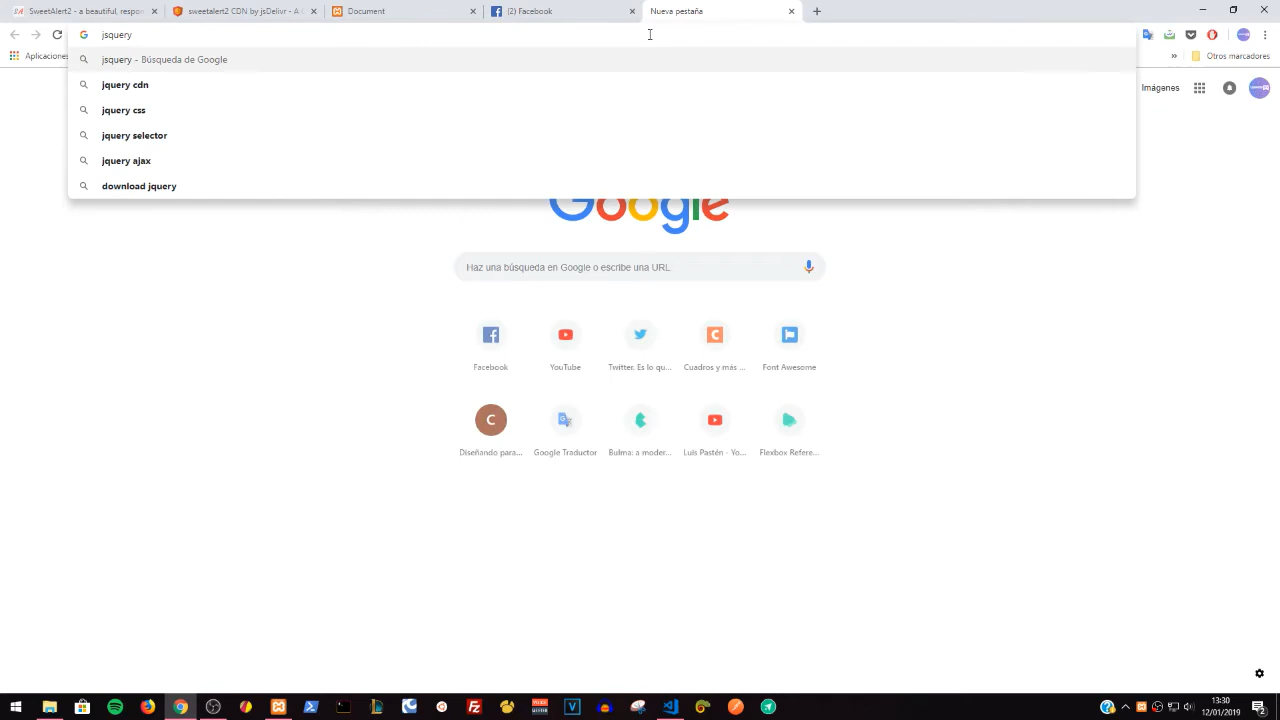 SweetAlert2 - a beautiful, respo
sweetalert2 CDN by jsDelivr - A C
Document
(2) Facebook
Nueva pestaña
jsquery
Aplicaciones
jsquery - Búsqueda de Google
jquery cdn
jquery css
jquery selector
jquery ajax
download jquery
»
Otros marcadores
Imágenes
Google
Haz una búsqueda en Google o escribe una URL
Facebook
YouTube
Twitter. Es lo qu...
Cuadros y más ...
Font Awesome
C
Diseñando para...
Google Traductor
Bulma: a moder...
Luis Pastén - Yo...
Flexbox Refere...
13:30
12/01/2019